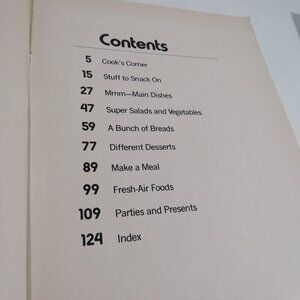 Contents
5 Cook's Corner
15 Stuff to Snack On
27 Mmm—Main Dishes
47 Super Salads and Vegetables
59 A Bunch of Breads
77 Different Desserts
89 Make a Meal
99 Fresh-Air Foods
109 Parties and Presents
124 Index